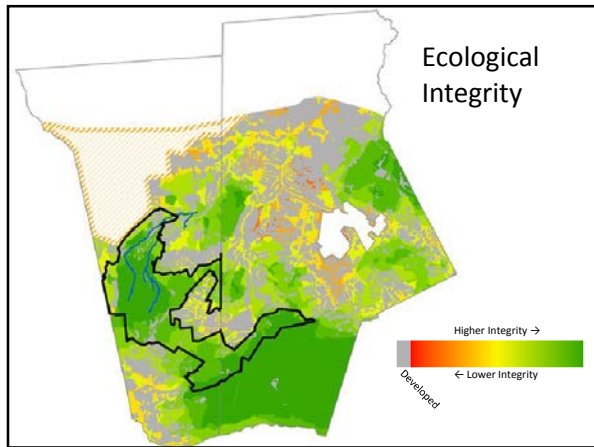 Ecological
Integrity
Higher Integrity →
← Lower Integrity
Developed